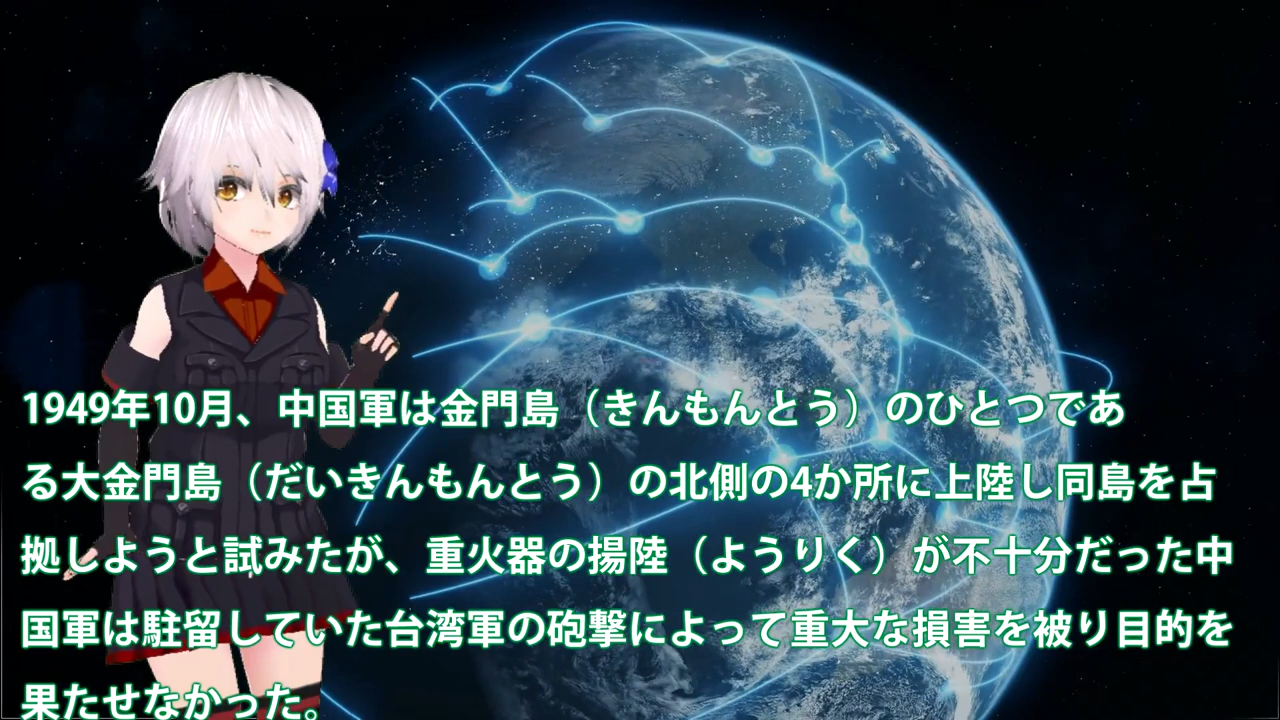 1949年10月、中国軍は金門島（きんもんとう）のひとつであ
る大金門島（だいきんもんとう）の北側の4か所に上陸し同島を占
拠しようと試みたが、重火器の揚陸（ようりく）が不十分だった中
国軍は駐留していた台湾軍の砲撃によって重大な損害を被り目的を
果たせなかった。